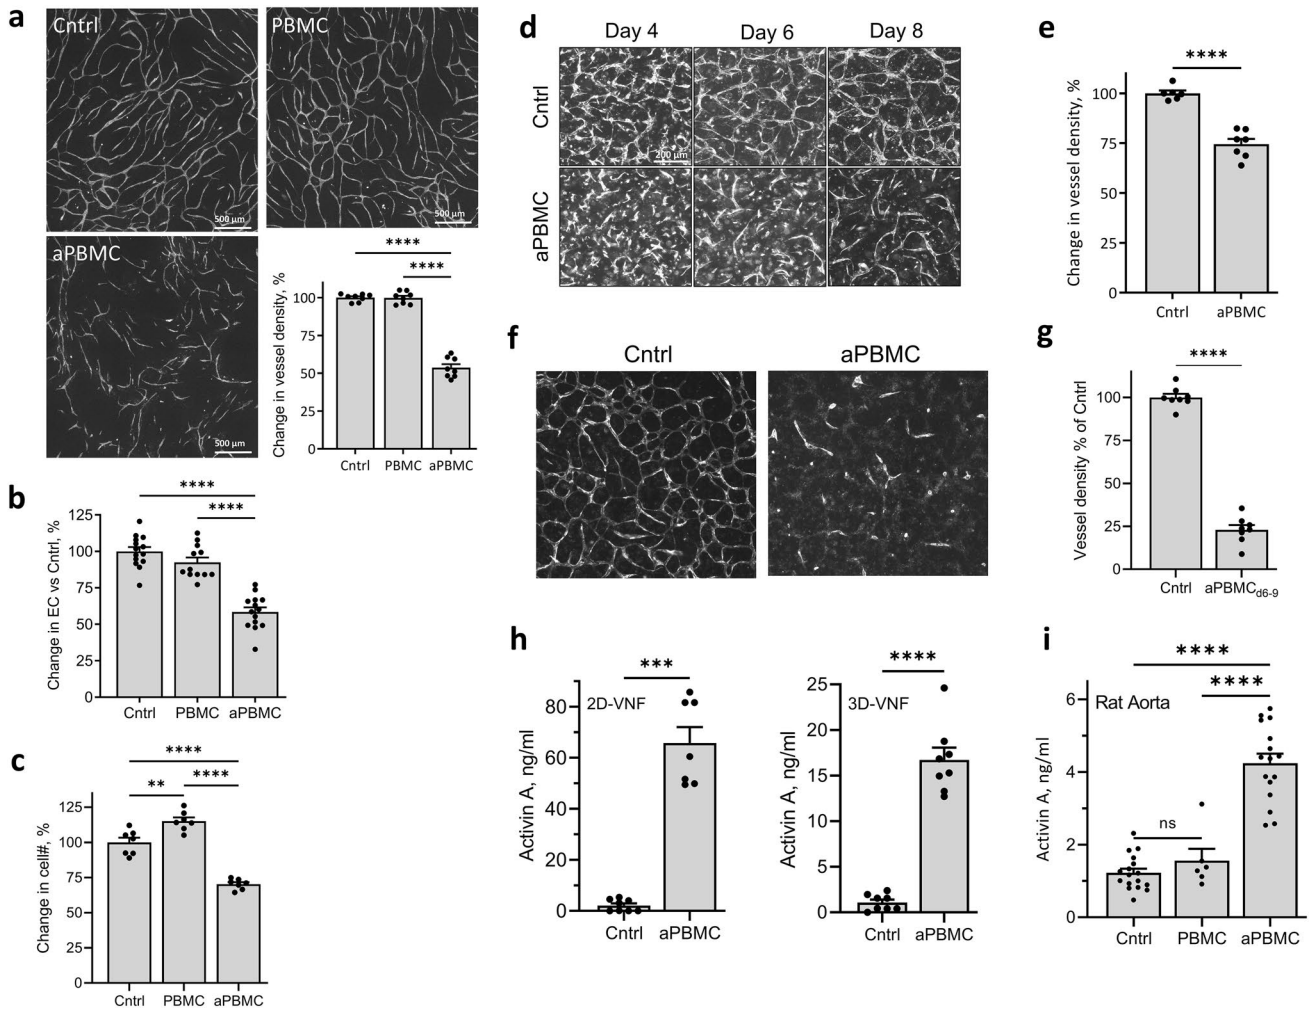 a
Cntrl
PBMC
500 µm
500 µm
aPBMC
500 µm
****
****
Change in vessel density, %
100
75
50
25
0
Cntrl PBMC aPBMC
b
****
****
Change in EC vs Cntrl, %
125
100
75
50
25
0
Cntrl PBMC aPBMC
c
****
** ****
Change in cell#, %
125
100
75
50
25
0
Cntrl PBMC aPBMC
d
Day 4 Day 6 Day 8
Cntrl
200 µm
aPBMC
e
****
Change in vessel density, %
100
75
50
25
0
Cntrl aPBMC
f
Cntrl aPBMC
g
****
Vessel density % of Cntrl
100
75
50
25
0
Cntrl aPBMCd6-9
h
***
2D-VNF
Activin A, ng/ml
80
60
40
20
0
Cntrl aPBMC
****
3D-VNF
Activin A, ng/ml
25
20
15
10
5
0
Cntrl aPBMC
i
****
****
Rat Aorta
ns
Activin A, ng/ml
6
4
2
0
Cntrl PBMC aPBMC